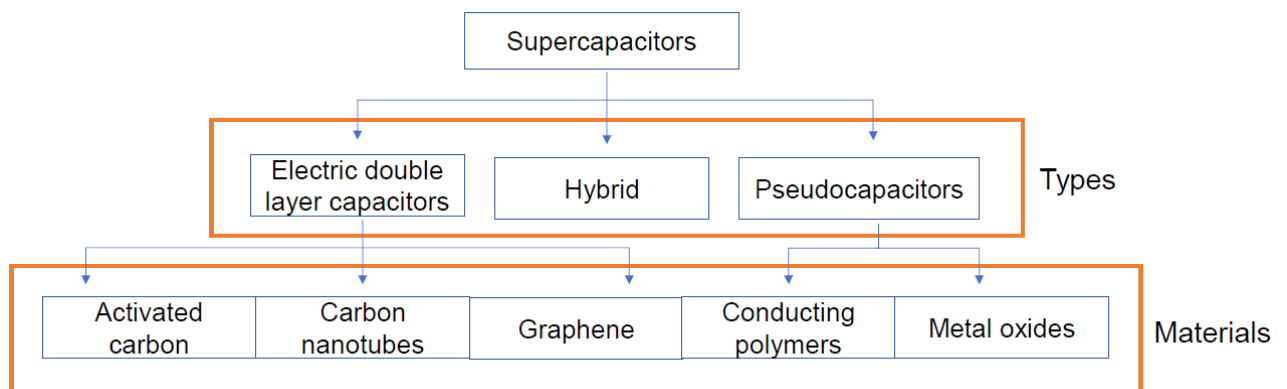 Supercapacitors
Electric double
layer capacitors
Hybrid
Pseudocapacitors
Types
Activated
carbon
Carbon
nanotubes
Graphene
Conducting
polymers
Metal oxides
Materials